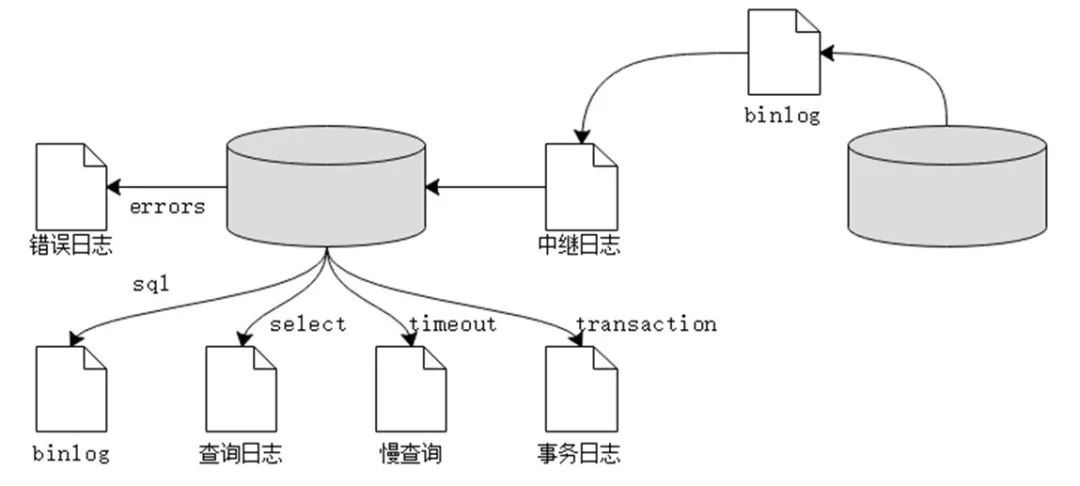 binlog
errors
错误日志
中继日志
sql
select
timeout
transaction
binlog
查询日志
慢查询
事务日志